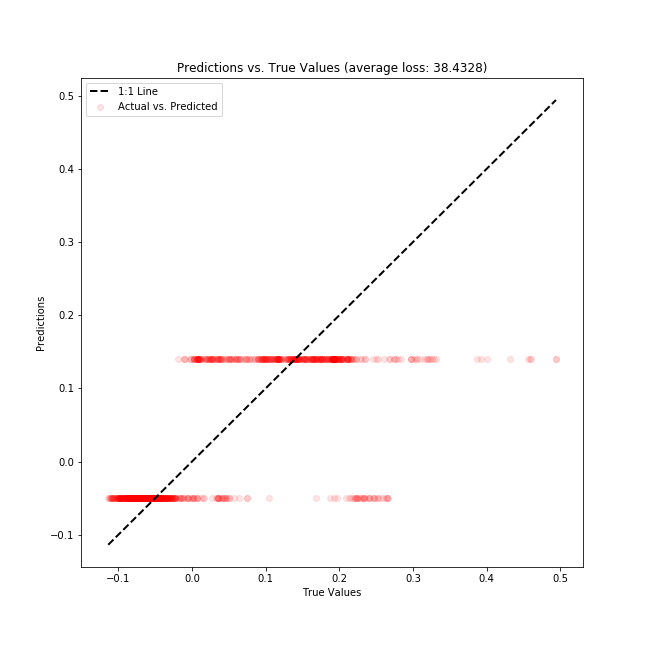 Predictions vs. True Values (average loss: 38.4328)
1:1 Line
Actual vs. Predicted
0.5
0.4
0.3
0.2
0.1
0.0
−0.1
Predictions
−0.1 0.0 0.1 0.2 0.3 0.4 0.5
True Values